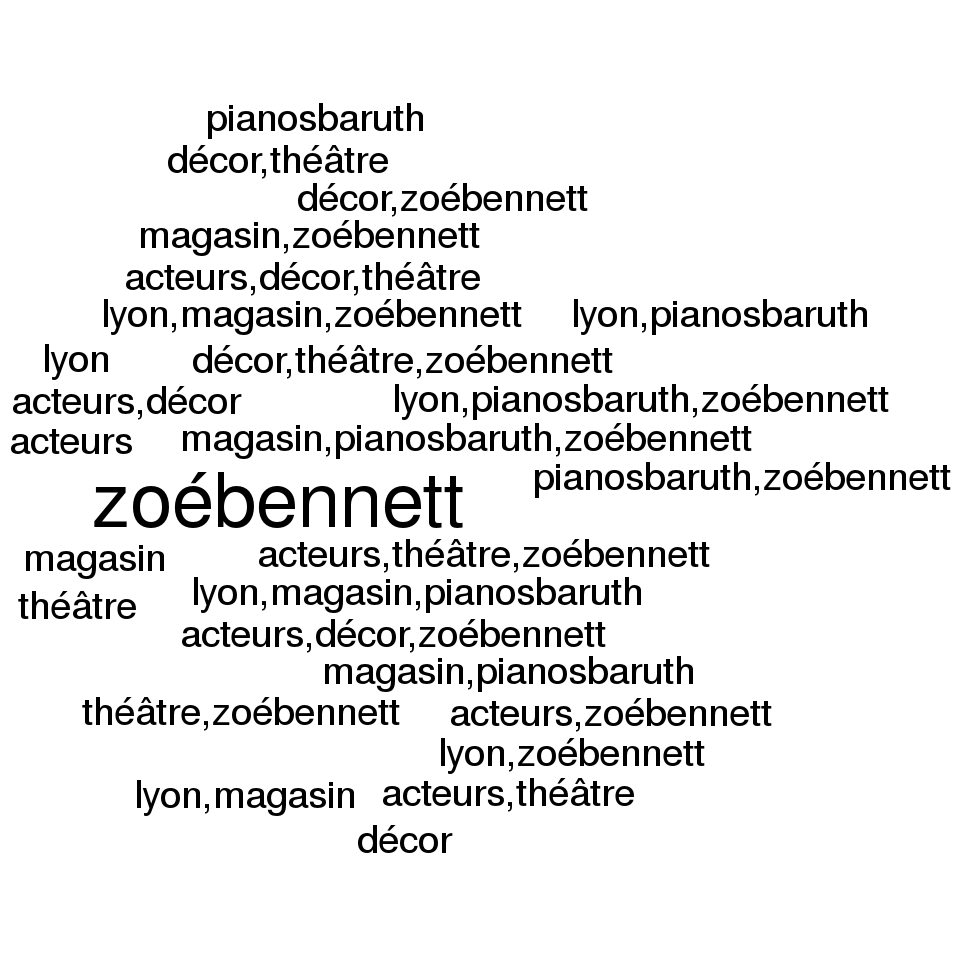 pianosbaruth
décor,théâtre
décor,zoébennett
magasin,zoébennett
acteurs,décor,théâtre
lyon,magasin,zoébennett
lyon,pianosbaruth
lyon
décor,théâtre,zoébennett
acteurs,décor
lyon,pianosbaruth,zoébennett
acteurs
magasin,pianosbaruth,zoébennett
pianosbaruth,zoébennett
zoébennett
magasin
acteurs,théâtre,zoébennett
théâtre
lyon,magasin,pianosbaruth
acteurs,décor,zoébennett
magasin,pianosbaruth
théâtre,zoébennett
acteurs,zoébennett
lyon,zoébennett
lyon,magasin
acteurs,théâtre
décor